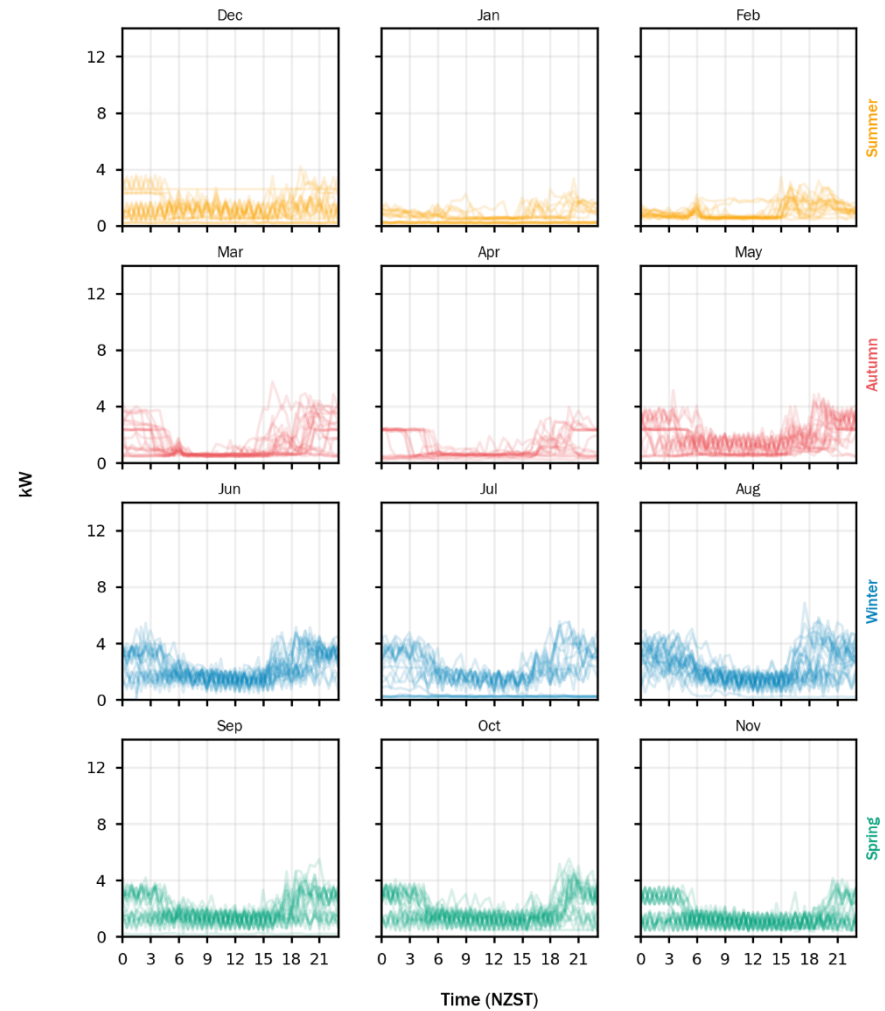 Dec Jan Feb
12
8
4
0
Summer
Mar Apr May
12
8
4
0
Autumn
kW
Jun Jul Aug
12
8
4
0
Winter
Sep Oct Nov
12
8
4
0
Spring
0 3 6 9 12 15 18 21 0 3 6 9 12 15 18 21 0 3 6 9 12 15 18 21
Time (NZST)